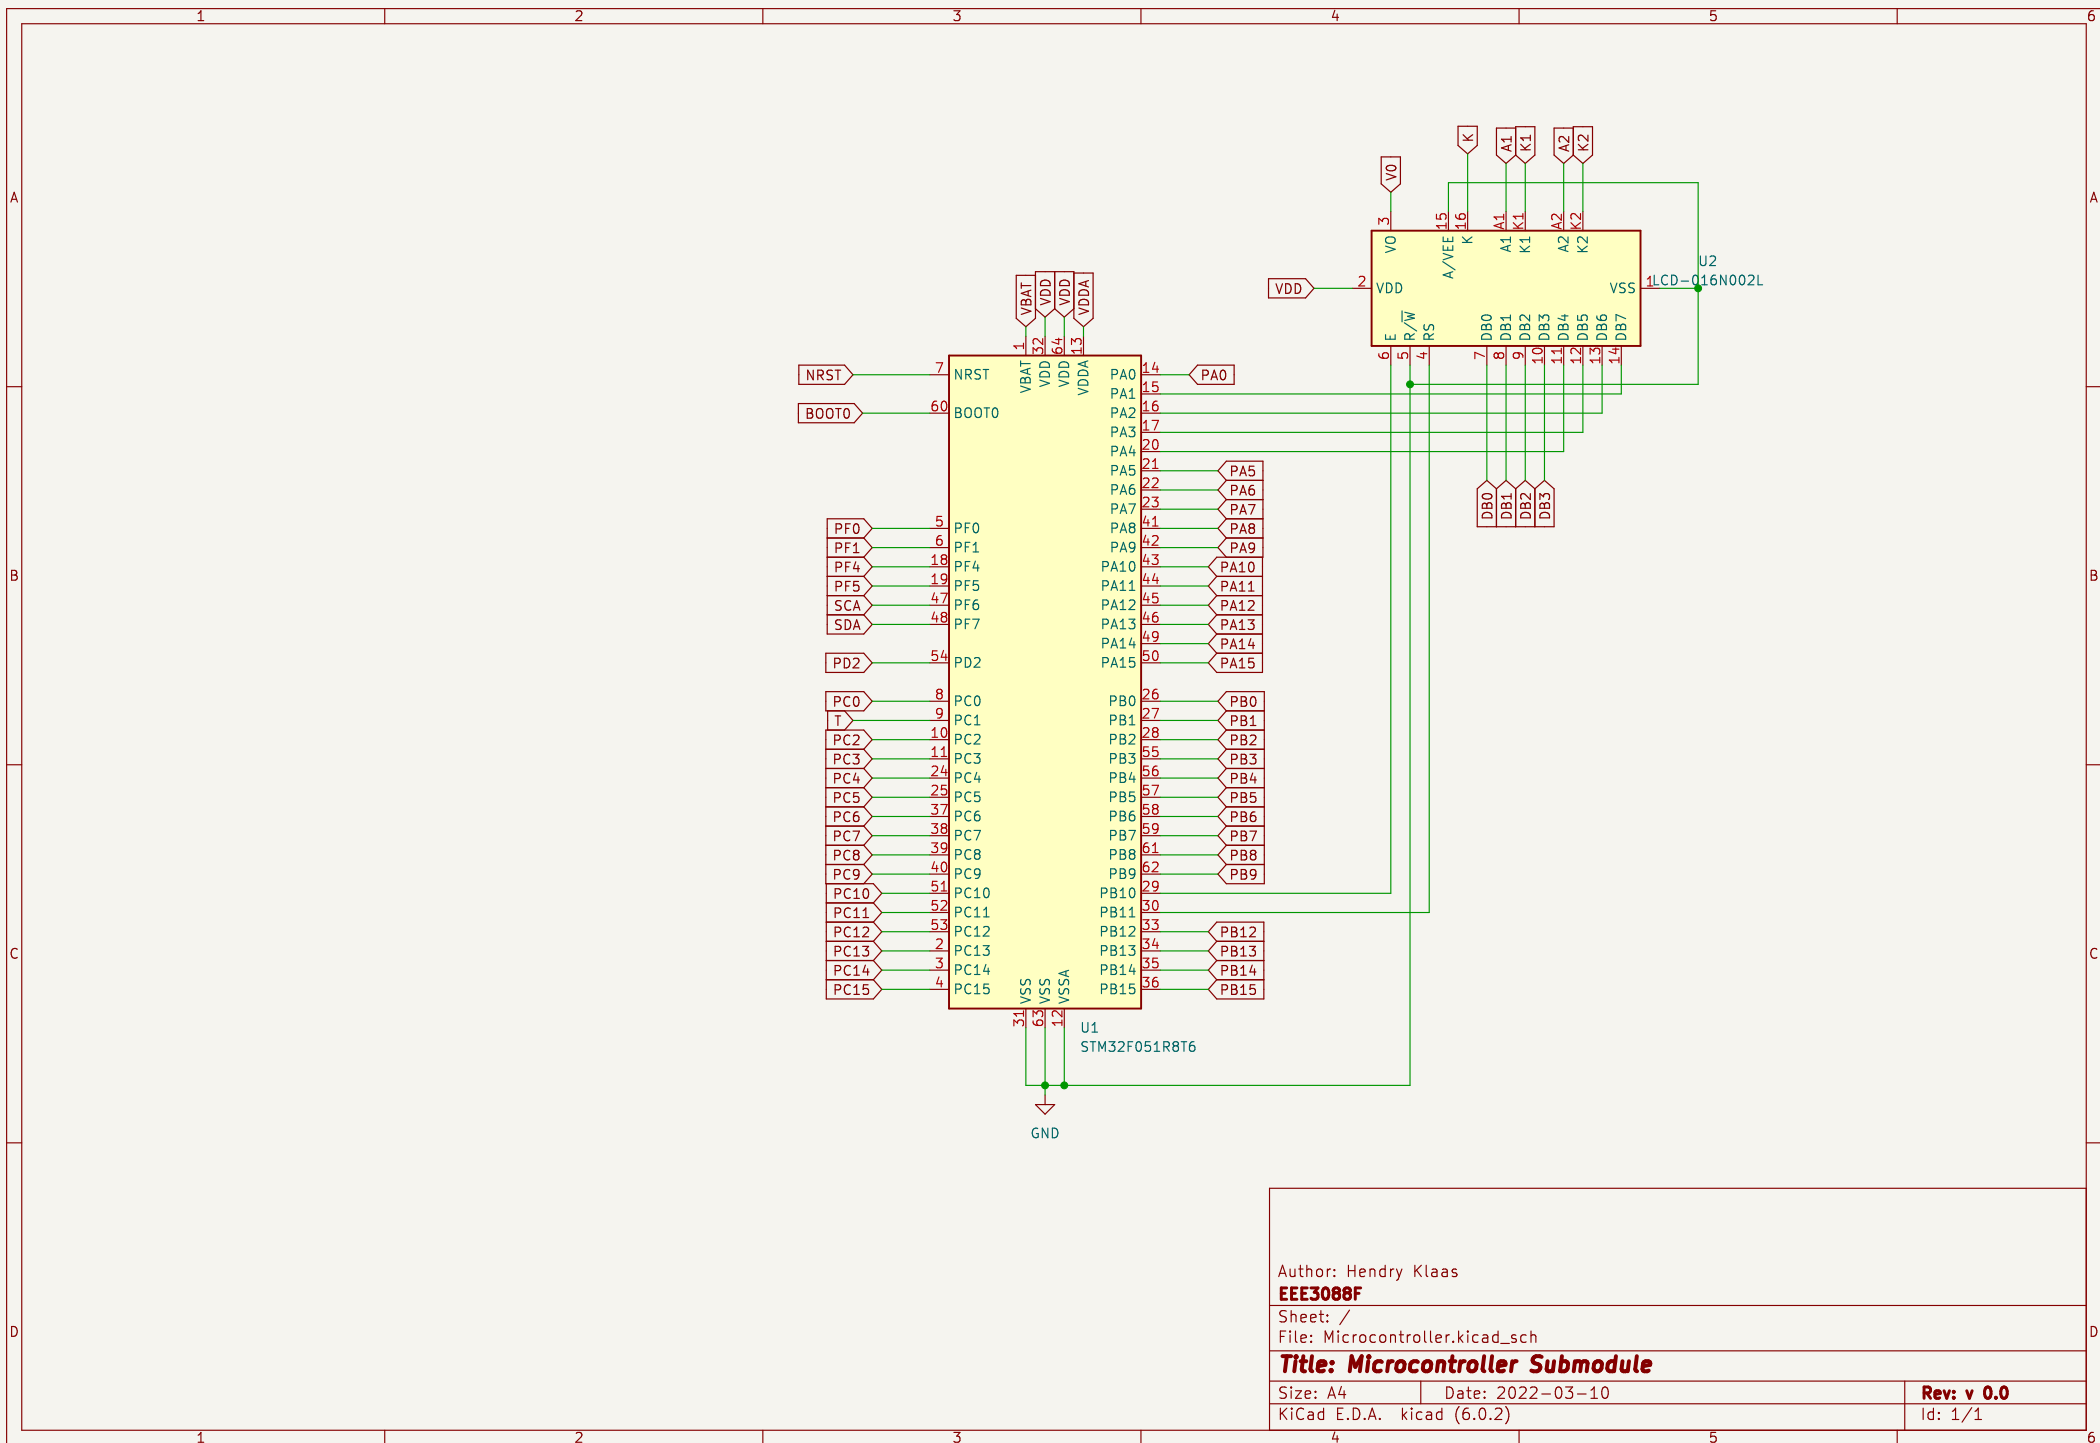 1 2 3 4 5 6
A A
B B
C C
D D
1 2 3 4 5 6
V0
K
A1
K1
A2
K2
3
15
16
A1
K1
A2
K2
VO
A/VEE
K
A1
K1
A2
K2
U2
LCD-016N002L
VDD 2 VDD VSS 1
E
R/W
RS
DB0
DB1
DB2
DB3
DB4
DB5
DB6
DB7
6
5
4
7
8
9
10
11
12
13
14
DB0
DB1
DB2
DB3
VBAT
VDD
VDD
VDDA
1
32
64
13
VBAT
VDD
VDD
VDDA
NRST 7 NRST PA0 14 PA0
PA1 15
BOOT0 60 BOOT0 PA2 16
PA3 17
PA4 20
PA5 21 PA5
PA6 22 PA6
PA7 23 PA7
PF0 5 PF0 PA8 41 PA8
PF1 6 PF1 PA9 42 PA9
PF4 18 PF4 PA10 43 PA10
PF5 19 PF5 PA11 44 PA11
SCA 47 PF6 PA12 45 PA12
SDA 48 PF7 PA13 46 PA13
PA14 49 PA14
PD2 54 PD2 PA15 50 PA15
PC0 8 PC0 PB0 26 PB0
T 9 PC1 PB1 27 PB1
PC2 10 PC2 PB2 28 PB2
PC3 11 PC3 PB3 55 PB3
PC4 24 PC4 PB4 56 PB4
PC5 25 PC5 PB5 57 PB5
PC6 37 PC6 PB6 58 PB6
PC7 38 PC7 PB7 59 PB7
PC8 39 PC8 PB8 61 PB8
PC9 40 PC9 PB9 62 PB9
PC10 51 PC10 PB10 29
PC11 52 PC11 PB11 30
PC12 53 PC12 PB12 33 PB12
PC13 2 PC13 PB13 34 PB13
PC14 3 PC14 PB14 35 PB14
PC15 4 PC15 PB15 36 PB15
VSS
VSS
VSSA
31
63
12
U1
STM32F051R8T6
GND
Author: Hendry Klaas
EEE3088F
Sheet: /
File: Microcontroller.kicad_sch
Title: Microcontroller Submodule
Size: A4 Date: 2022-03-10 Rev: v 0.0
KiCad E.D.A. kicad (6.0.2) Id: 1/1